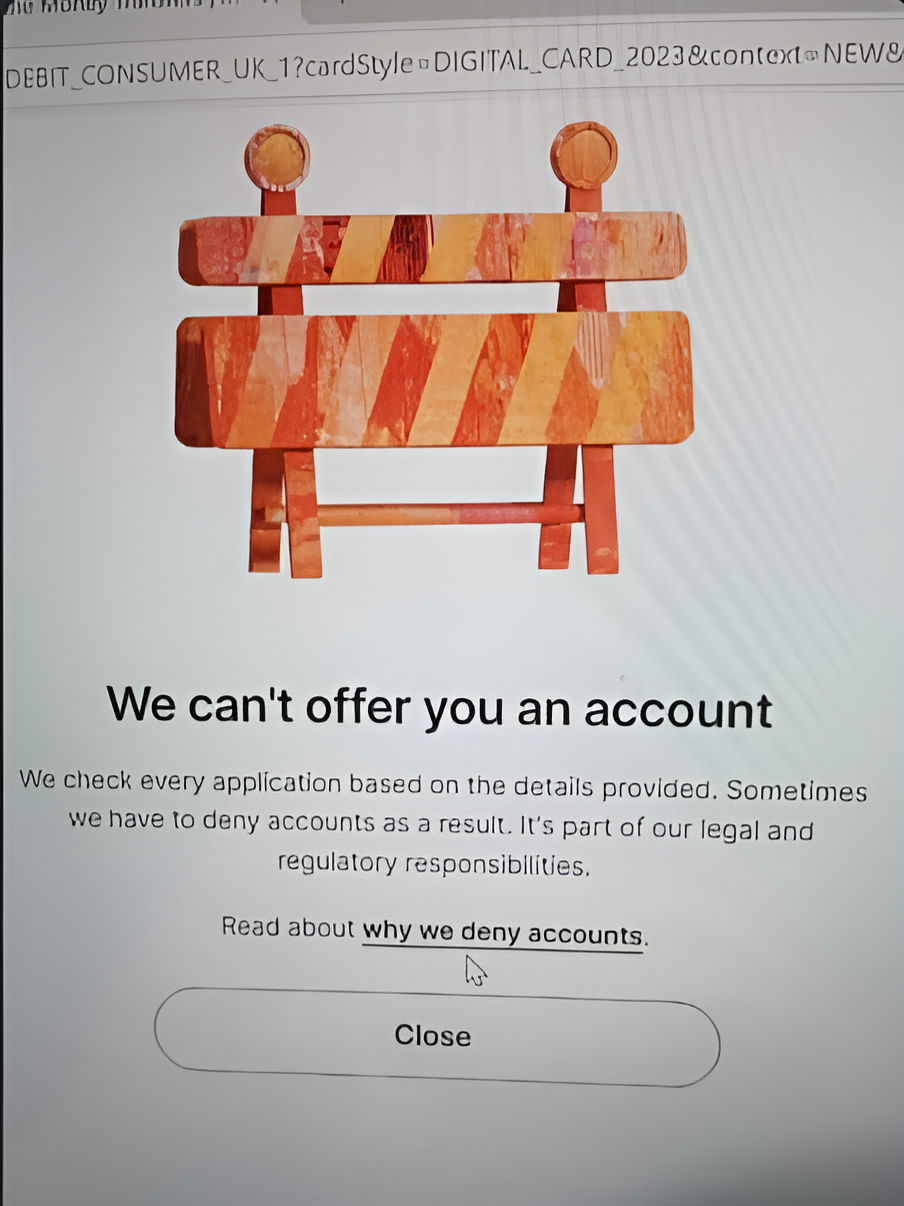 Money
DEBIT_CONSUMER_UK_1?cardStyle=DIGITAL_CARD_2023&context=NEW&
We can't offer you an account
We check every application based on the details provided. Sometimes
we have to deny accounts as a result. It's part of our legal and
regulatory responsibilities.
Read about why we deny accounts.
Close